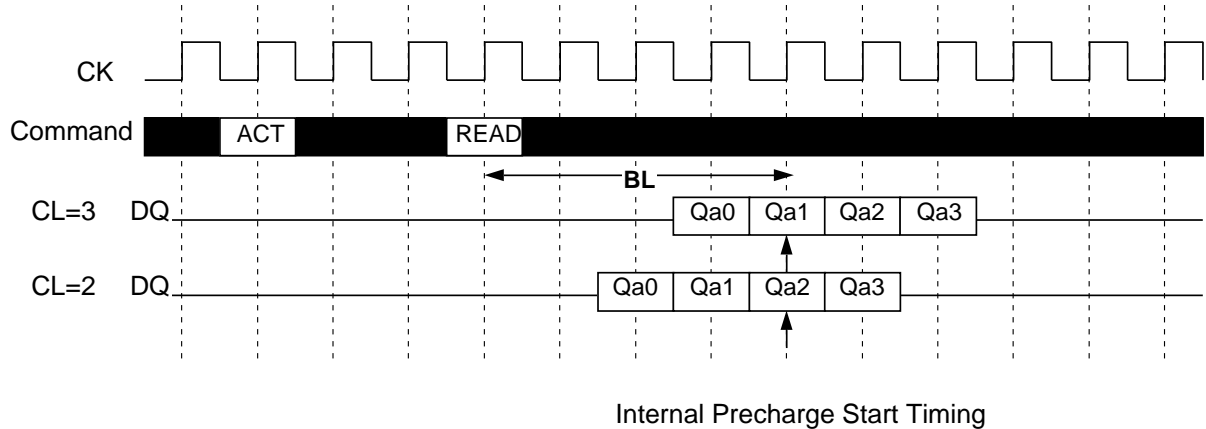 CK
Command ACT READ
BL
CL=3 DQ Qa0 Qa1 Qa2 Qa3
CL=2 DQ Qa0 Qa1 Qa2 Qa3
Internal Precharge Start Timing